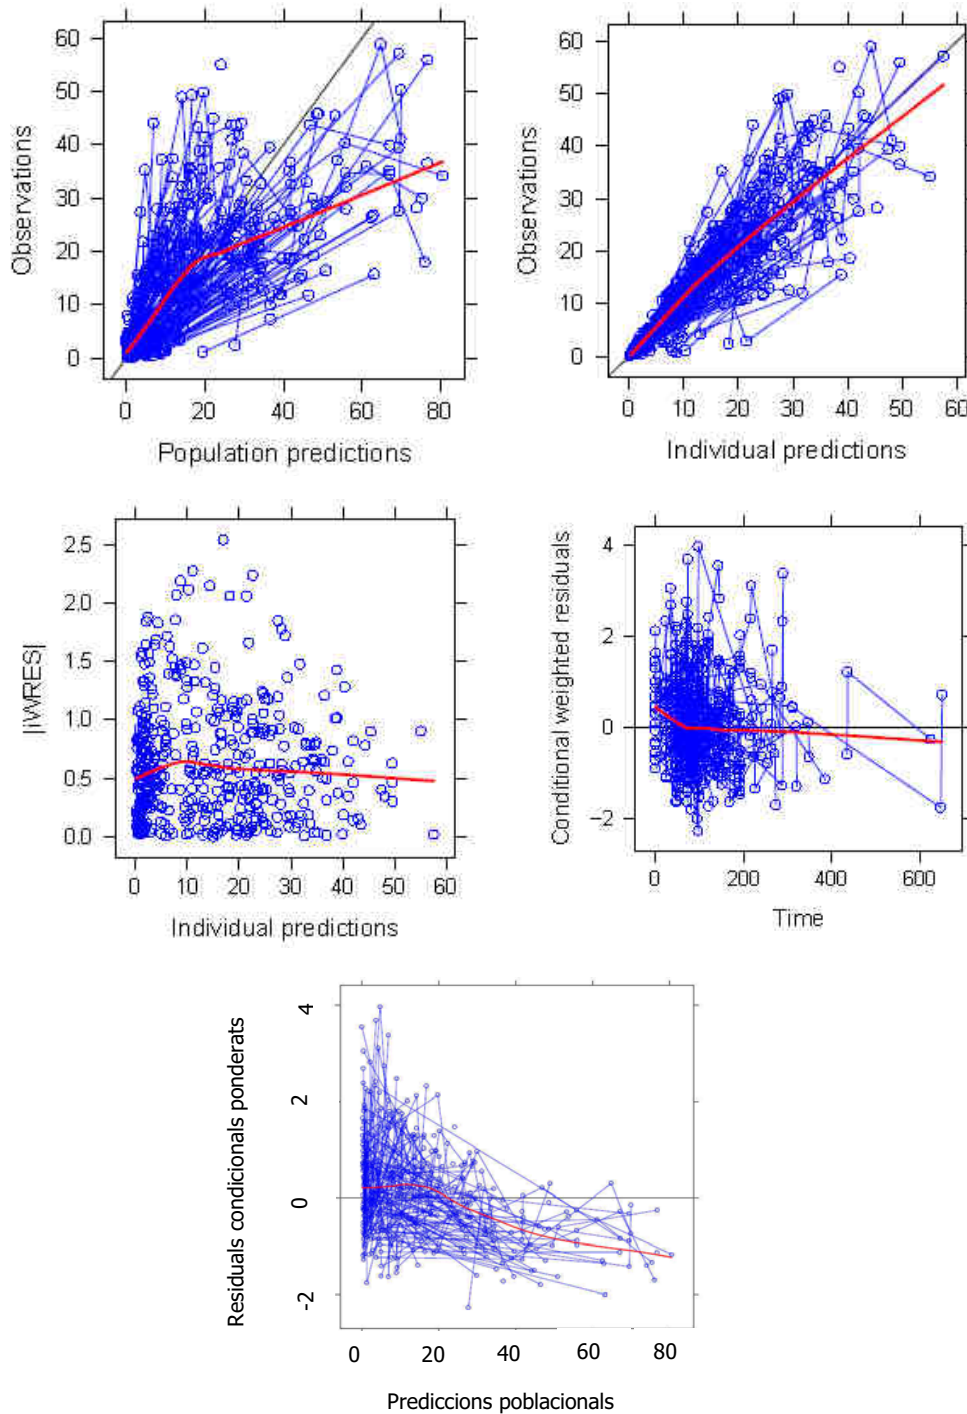 60
50
40
30
20
10
0
Observations
0 20 40 60 80
Population predictions
60
50
40
30
20
10
0
Observations
0 10 20 30 40 50 60
Individual predictions
2.5
2.0
1.5
1.0
0.5
0.0
|iWRES|
0 10 20 30 40 50 60
Individual predictions
4
2
0
-2
Conditional weighted residuals
0 200 400 600
Time
4
2
0
-2
Residuals condicionals ponderats
0 20 40 60 80
Prediccions poblacionals